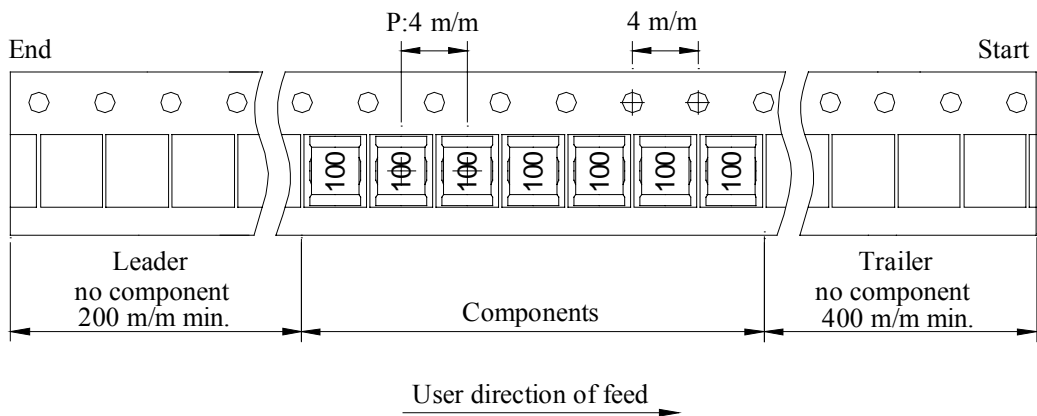 P:4 m/m
4 m/m
End
Start
100
100
100
100
100
100
100
Leader
no component
200 m/m min.
Components
Trailer
no component
400 m/m min.
User direction of feed